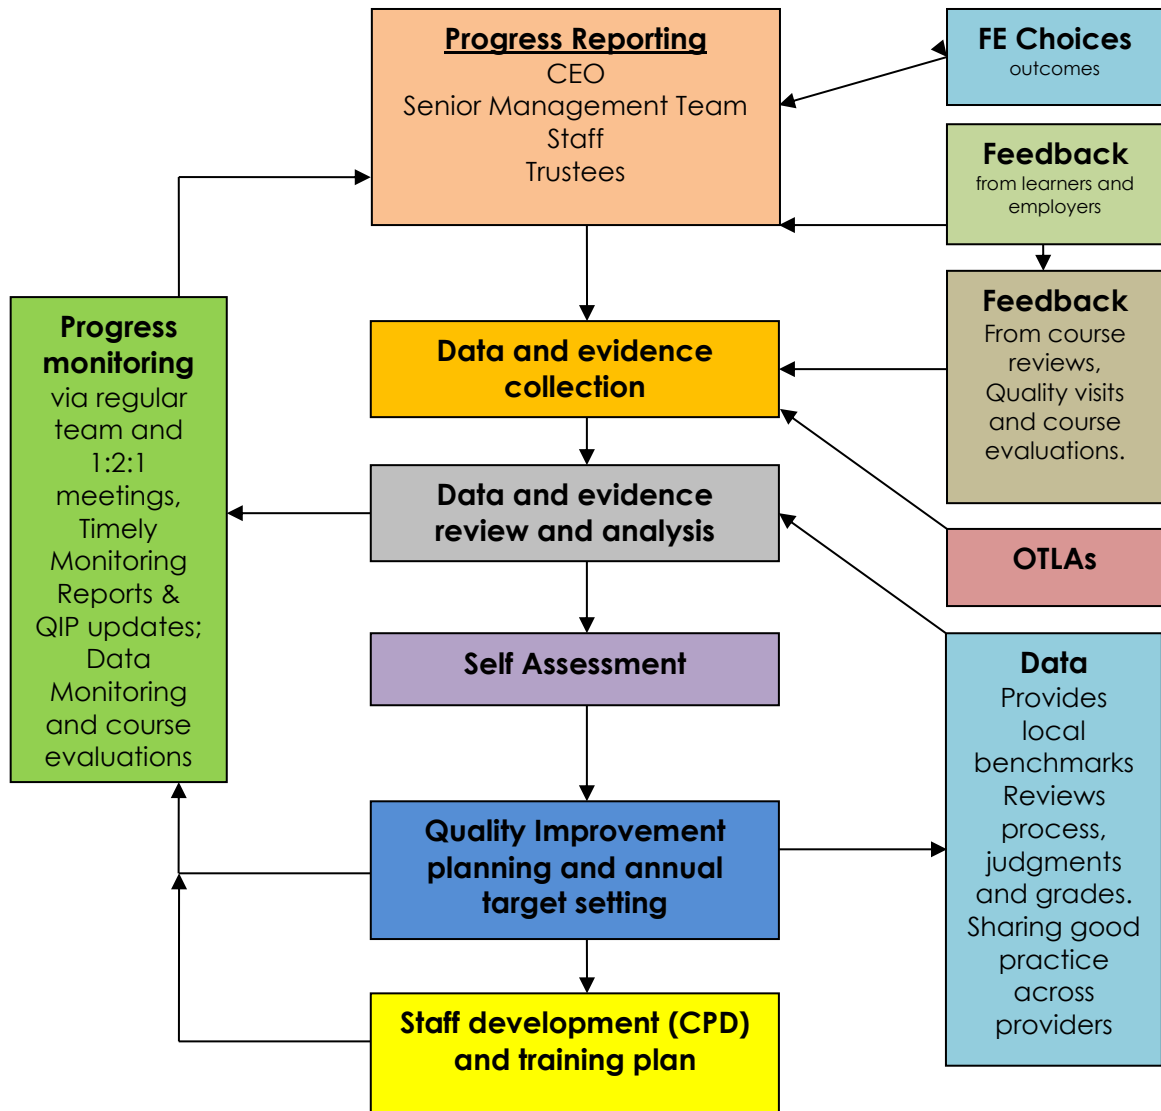 Progress Reporting
CEO
Senior Management Team
Staff
Trustees
FE Choices
outcomes
Feedback
from learners and
employers
Progress
monitoring
via regular
team and
1:2:1
meetings,
Timely
Monitoring
Reports &
QIP updates;
Data
Monitoring
and course
evaluations
Data and evidence
collection
Feedback
From course
reviews,
Quality visits
and course
evaluations.
Data and evidence
review and analysis
OTLAs
Self Assessment
Data
Provides
local
benchmarks
Reviews
process,
judgments
and grades.
Sharing good
practice
across
providers
Quality Improvement
planning and annual
target setting
Staff development (CPD)
and training plan